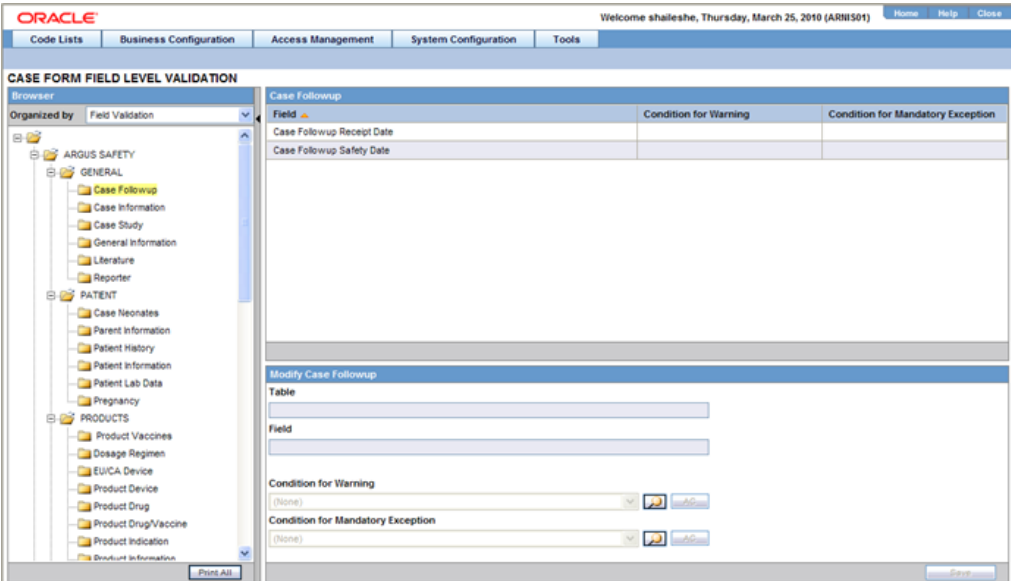 ORACLE
Welcome shaileshe, Thursday, March 25, 2010 (ARNIS01)
Home Help Close
Code Lists Business Configuration Access Management System Configuration Tools
CASE FORM FIELD LEVEL VALIDATION
Browser
Organized by Field Validation
ARGUS SAFETY
GENERAL
Case Followup
Case Information
Case Study
General Information
Literature
Reporter
PATIENT
Case Neonates
Parent Information
Patient History
Patient Information
Patient Lab Data
Pregnancy
PRODUCTS
Product Vaccines
Dosage Regimen
EU/CA Device
Product Device
Product Drug
Product Drug/Vaccine
Product Indication
Product Information
Print All
Case Followup
Field Condition for Warning Condition for Mandatory Exception
Case Followup Receipt Date
Case Followup Safety Date
Modify Case Followup
Table
Field
Condition for Warning
(None) AC...
Condition for Mandatory Exception
(None) AC...
Save